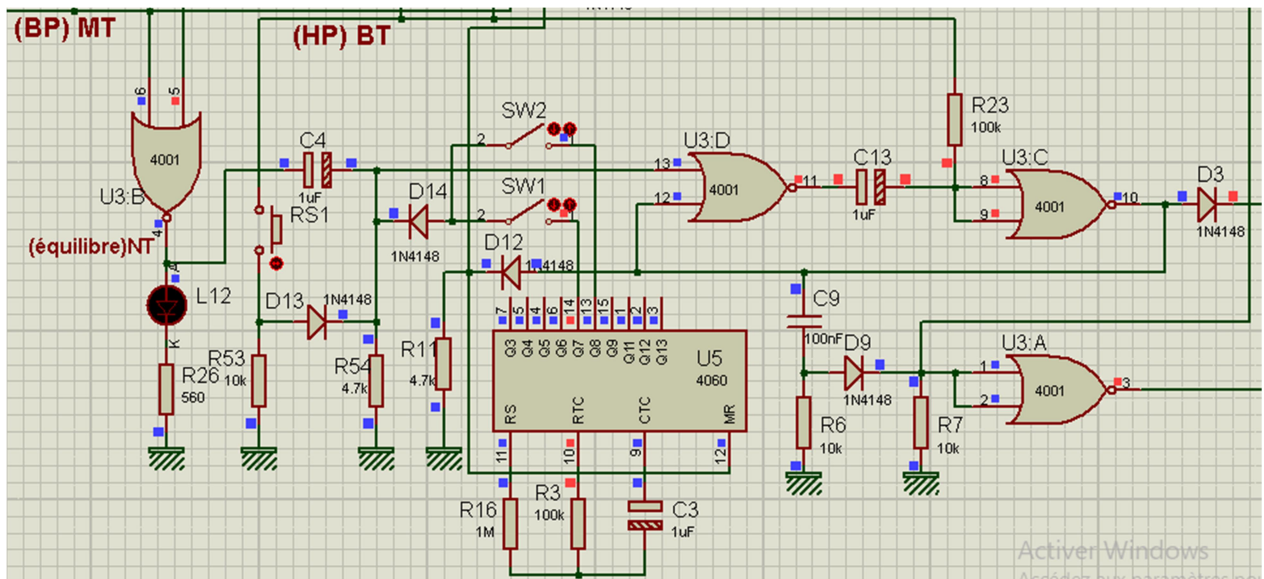 (BP) MT
(HP) BT
6
5
4001
U3:B
4
(équilibre)NT
A
L12
K
R26
560
C4
1uF
RS1
D13
1N4148
R53
10k
R54
4.7k
D14
1N4148
SW2
2
1
SW1
2
1
D12
1N4148
R11
4.7k
U3:D
13
12
11
4001
C13
1uF
R23
100k
U3:C
8
9
10
4001
D3
1N4148
7
5
4
6
14
13
15
1
2
3
Q3
Q4
Q5
Q6
Q7
Q8
Q9
Q11
Q12
Q13
U5
4060
RS
RTC
CTC
MR
11
10
9
12
R16
1M
R3
100k
C3
1uF
C9
100nF
D9
1N4148
R6
10k
R7
10k
U3:A
1
2
3
4001
Activer Windows